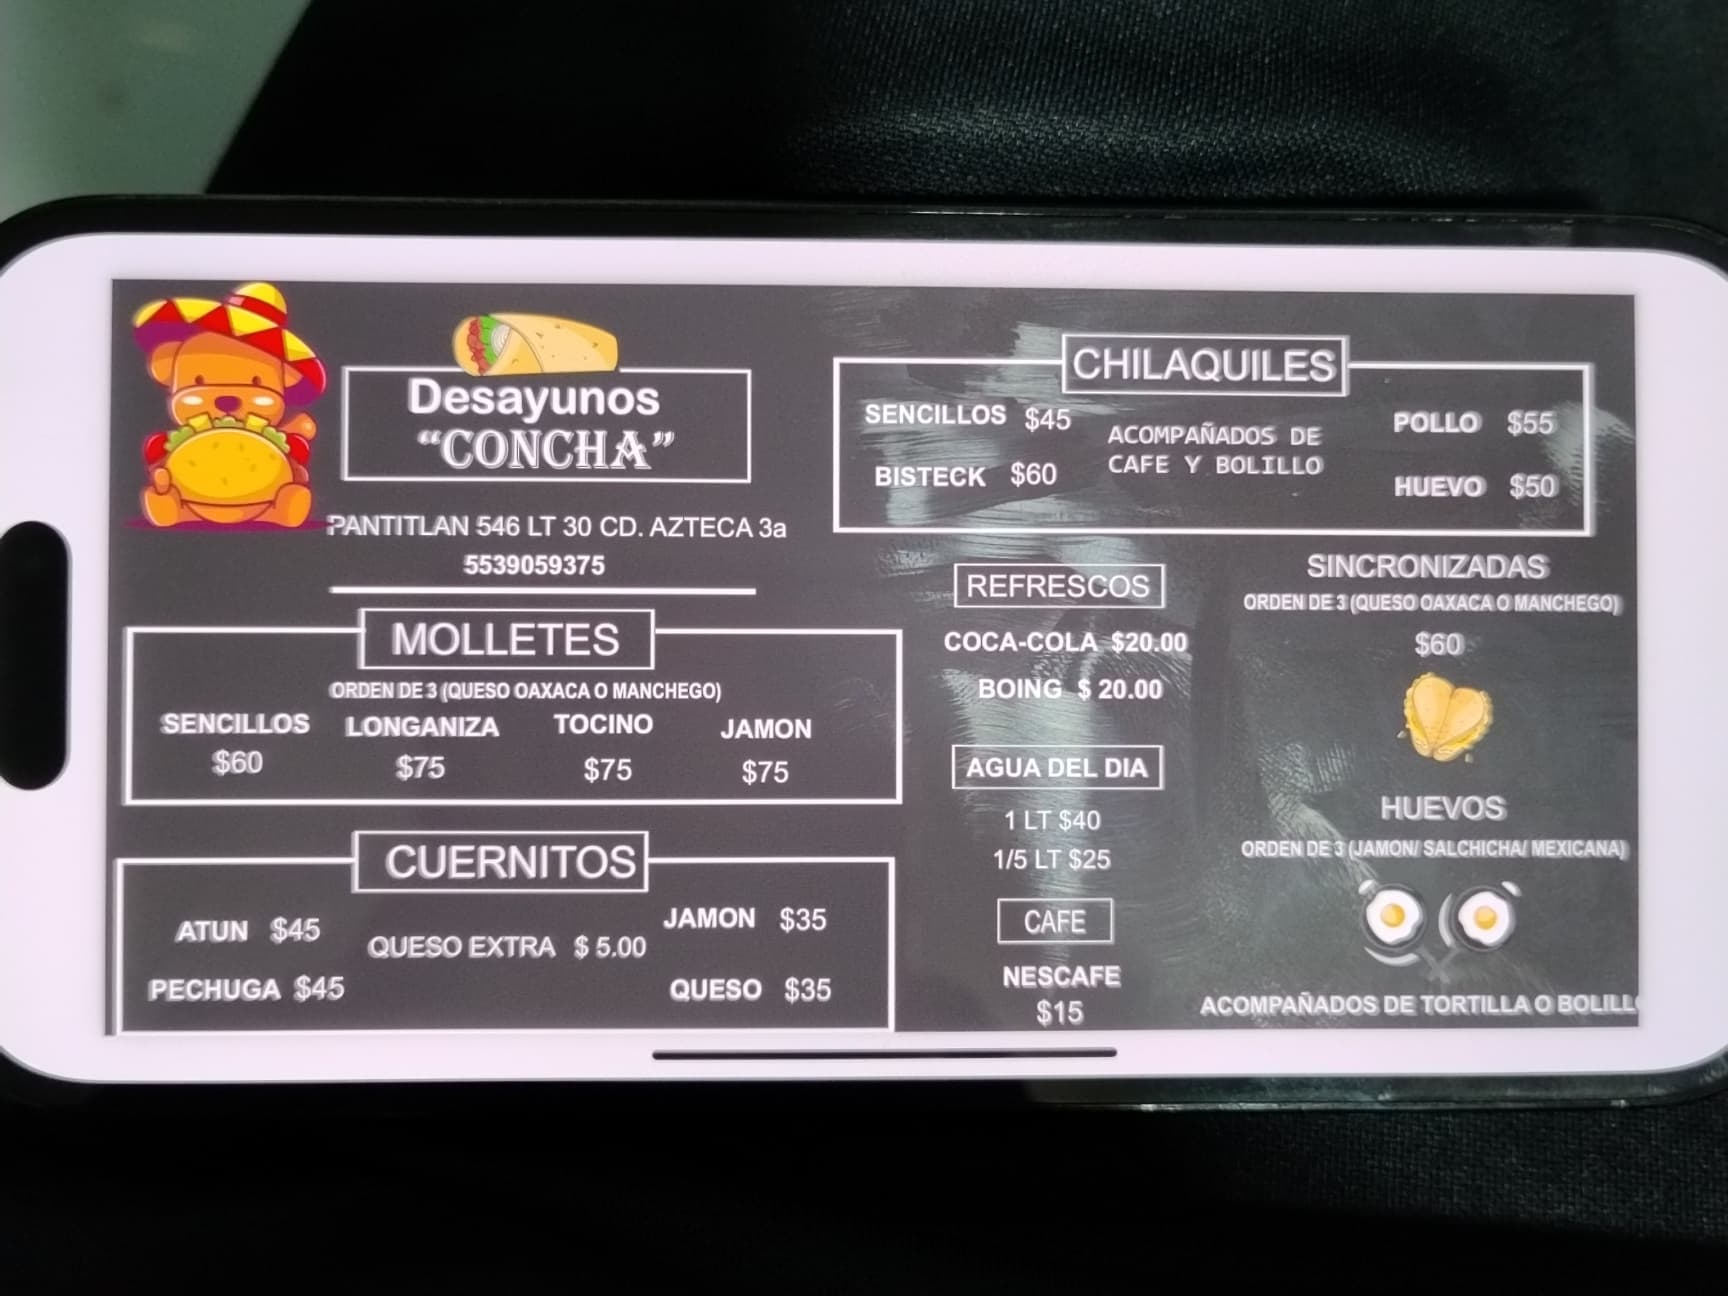 Desayunos
“CONCHA”
PANTITLAN 546 LT 30 CD. AZTECA 3a
5539059375
MOLLETES
ORDEN DE 3 (QUESO OAXACA O MANCHEGO)
SENCILLOS LONGANIZA TOCINO JAMON
$60 $75 $75 $75
CUERNITOS
ATUN $45
PECHUGA $45
QUESO EXTRA $ 5.00
JAMON $35
QUESO $35
CHILAQUILES
SENCILLOS $45
BISTECK $60
ACOMPAÑADOS DE
CAFE Y BOLILLO
POLLO $55
HUEVO $50
REFRESCOS
COCA-COLA $20.00
BOING $ 20.00
AGUA DEL DIA
1 LT $40
1/5 LT $25
CAFE
NESCAFE
$15
SINCRONIZADAS
ORDEN DE 3 (QUESO OAXACA O MANCHEGO)
$60
HUEVOS
ORDEN DE 3 (JAMON/ SALCHICHA/ MEXICANA)
ACOMPAÑADOS DE TORTILLA O BOLILLO